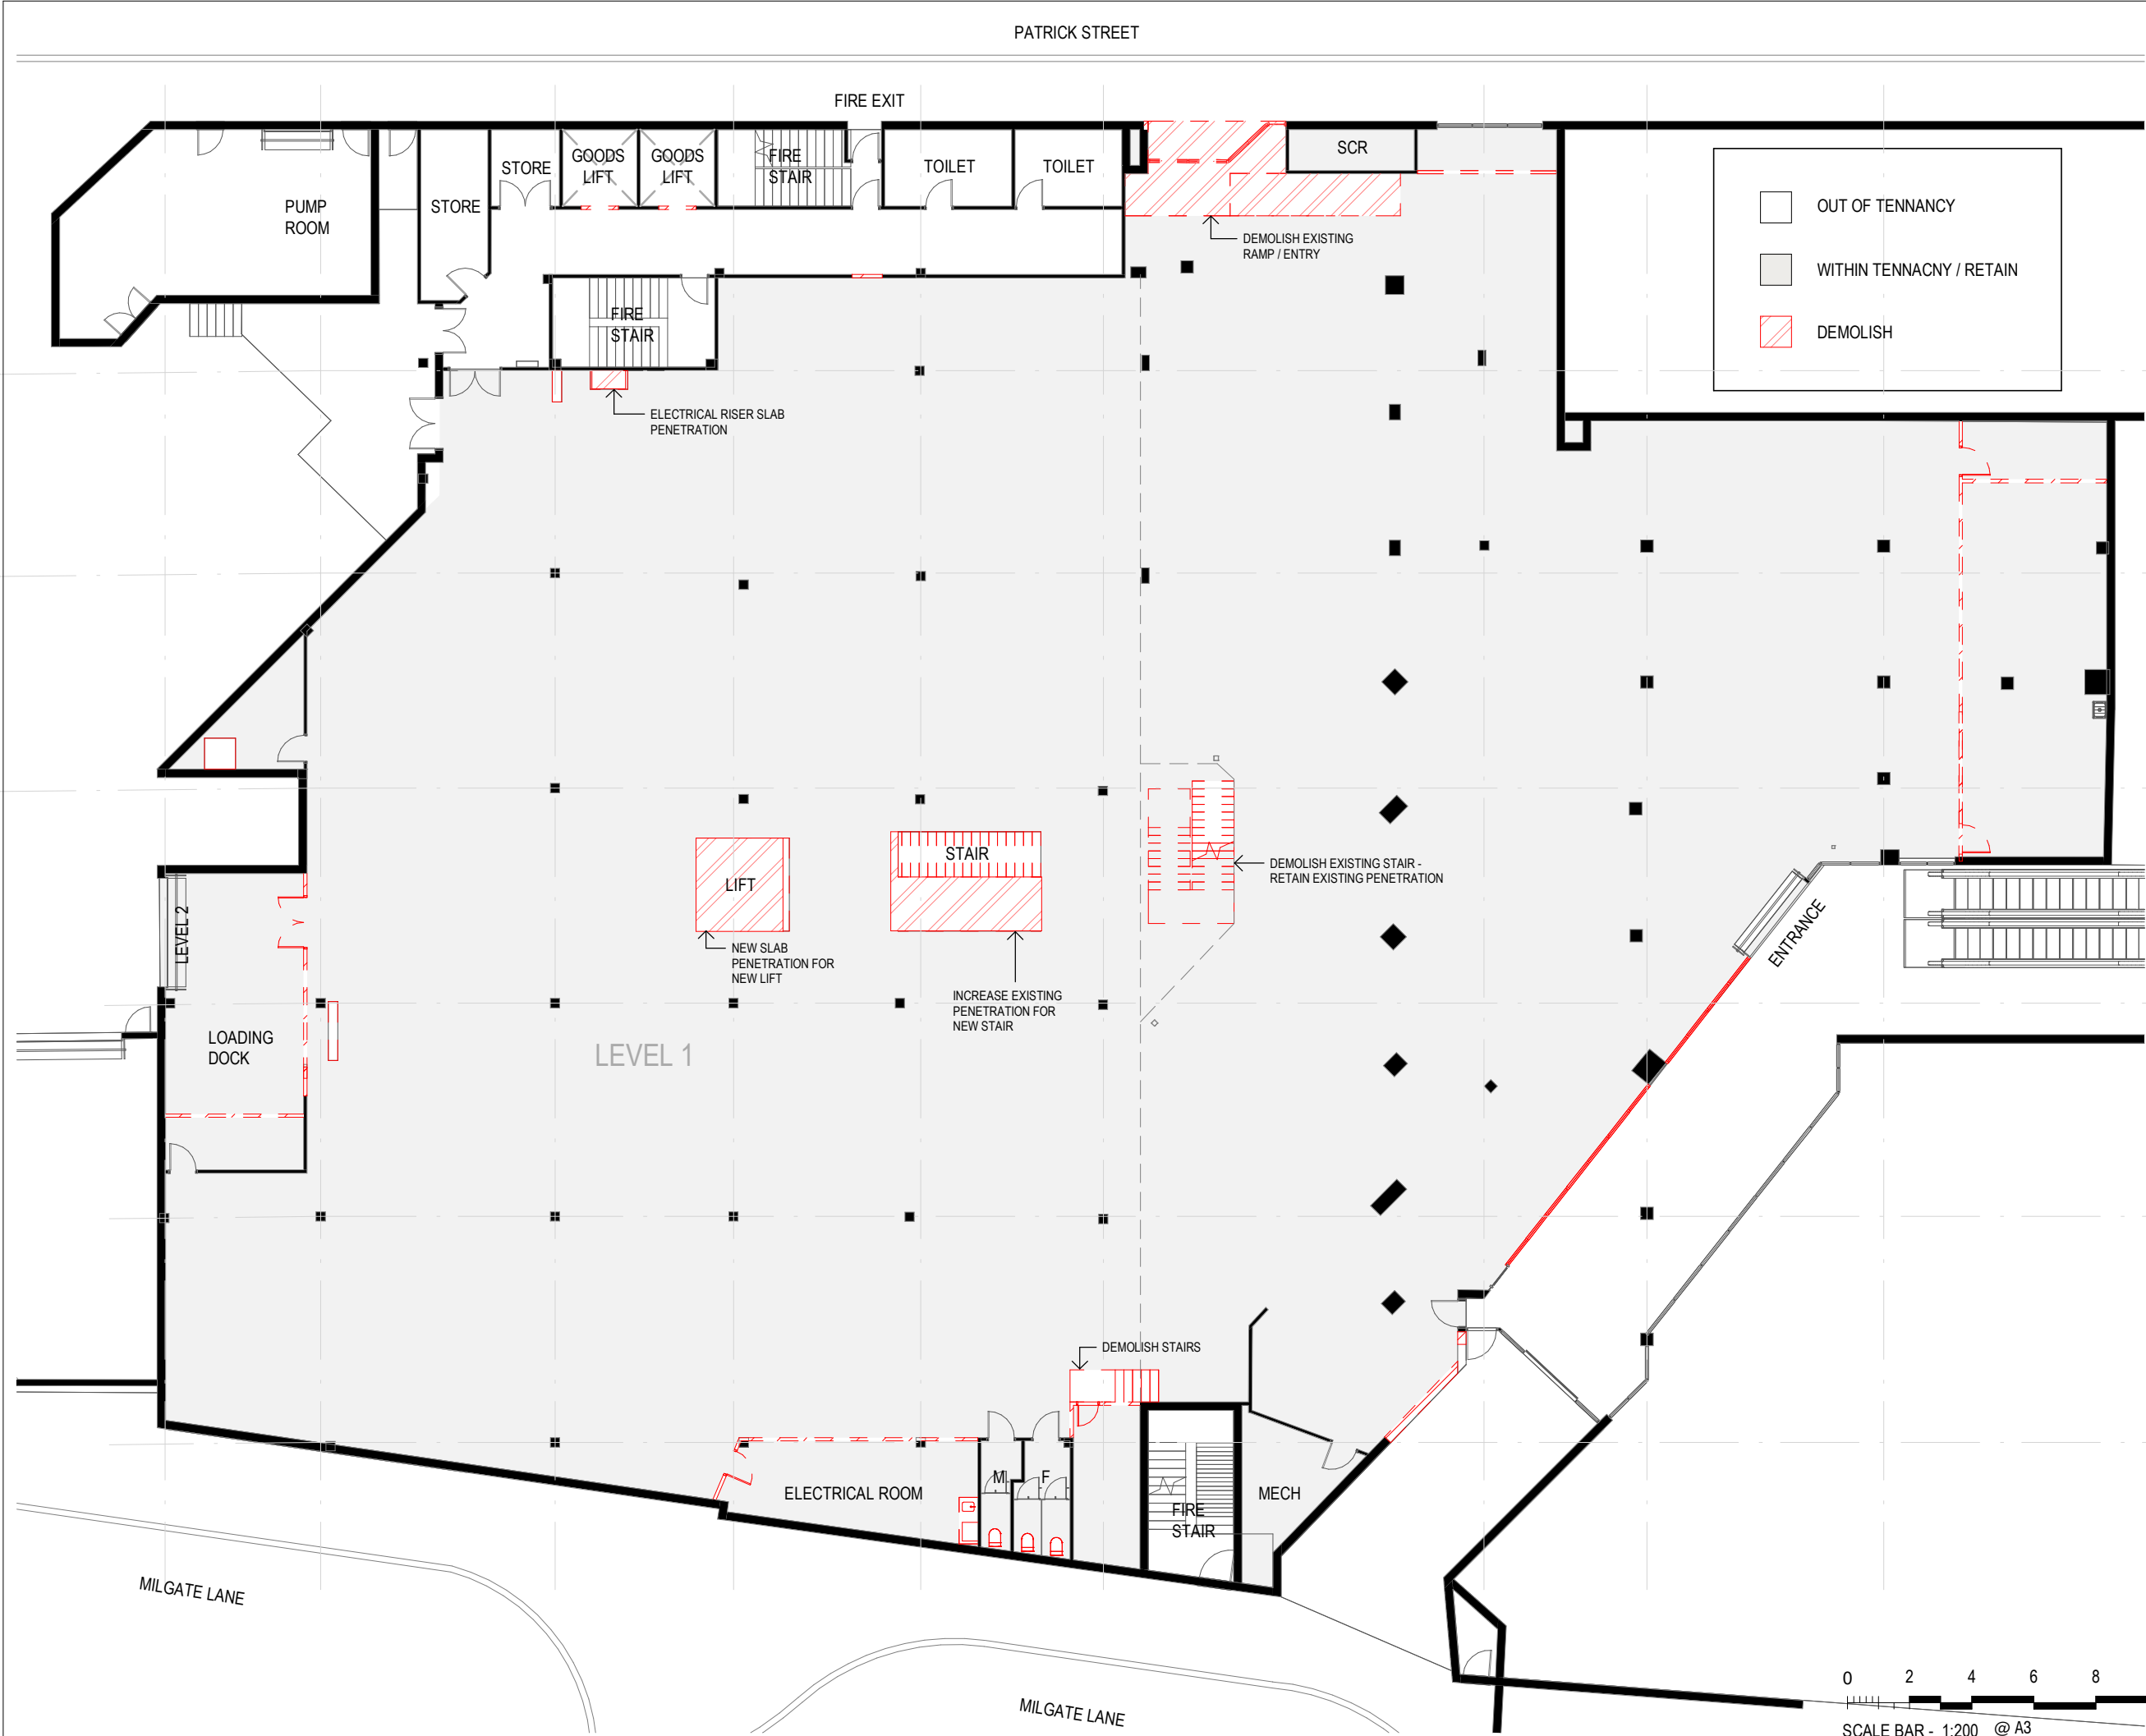 PATRICK STREET
FIRE EXIT
GOODS
LIFT
GOODS
LIFT
FIRE
STAIR
SCR
STORE
TOILET
TOILET
PUMP
ROOM
STORE
OUT OF TENNANCY
DEMOLISH EXISTING
RAMP / ENTRY
WITHIN TENNACNY / RETAIN
FIRE
STAIR
DEMOLISH
ELECTRICAL RISER SLAB
PENETRATION
STAIR
DEMOLISH EXISTING STAIR -
RETAIN EXISTING PENETRATION
LIFT
LEVEL 2
ENTRANCE
NEW SLAB
PENETRATION FOR
NEW LIFT
INCREASE EXISTING
PENETRATION FOR
NEW STAIR
LOADING
DOCK
LEVEL 1
DEMOLISH STAIRS
M
F
ELECTRICAL ROOM
MECH
FIRE
STAIR
MILGATE LANE
MILGATE LANE
0 2 4 6 8
SCALE BAR - 1:200 @ A3